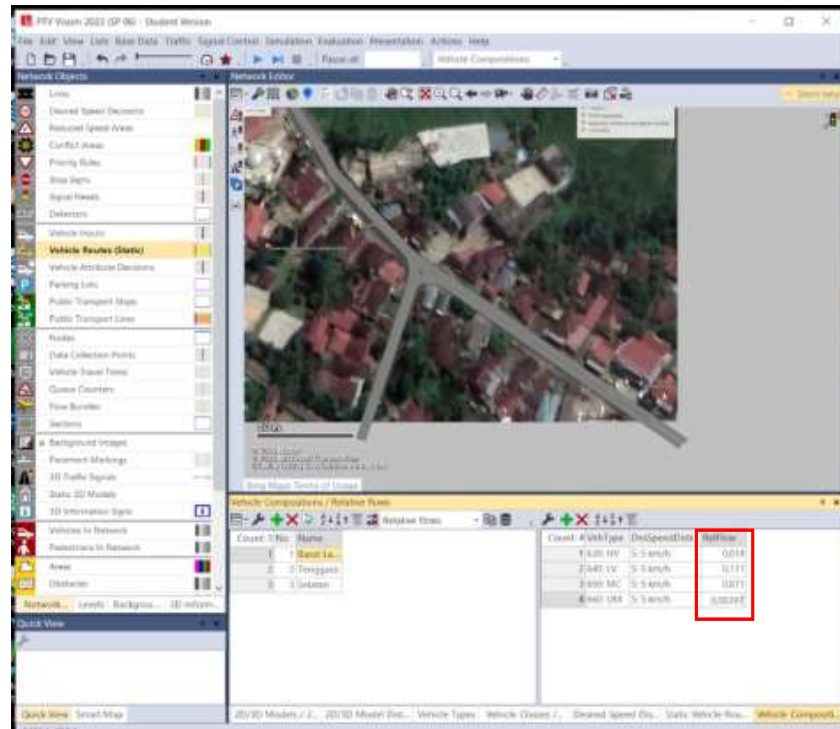 PTV Vissim 2023 (SP 06) - Student Version
File Edit View Lists Base Data Traffic Signal Control Simulation Evaluation Presentation Actions Help
Pause at: Vehicle Compositions
Network Objects
Links
Desired Speed Decisions
Reduced Speed Areas
Conflict Areas
Priority Rules
Stop Signs
Signal Heads
Detectors
Vehicle Inputs
Vehicle Routes (Static)
Vehicle Attribute Decisions
Parking Lots
Public Transport Stops
Public Transport Lines
Nodes
Data Collection Points
Vehicle Travel Times
Queue Counters
Flow Bundles
Sections
Background Images
Pavement Markings
3D Traffic Signals
Static 3D Models
3D Information Signs
Vehicles In Network
Pedestrians In Network
Areas
Obstacles
Network... Levels Backgrou... 3D Inform...
Quick View
Quick View Smart Map
Network Editor
Bing Maps Terms of Usage
Vehicle Compositions / Relative flows
Relative flows
Count: 3 No Name
1 1 Barat La...
2 2 Tenggara
3 3 Selatan
Count: 4 VehType DesSpeedDistr RelFlow
1 630: HV 5: 5 km/h 0,014
2 640: LV 5: 5 km/h 0,111
3 650: MC 5: 5 km/h 0,871
4 660: UM 5: 5 km/h
2D/3D Models / 2... 2D/3D Model Dist... Vehicle Types Vehicle Classes /... Desired Speed Dis... Static Vehicle Rou... Vehicle Composit...